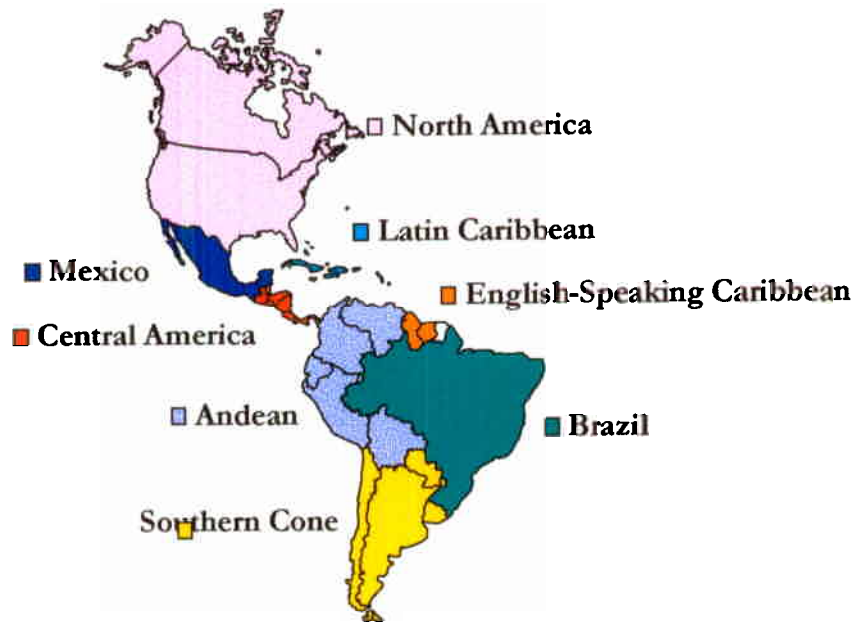 North America
Latin Caribbean
Mexico
English-Speaking Caribbean
Central America
Andean
Brazil
Southern Cone